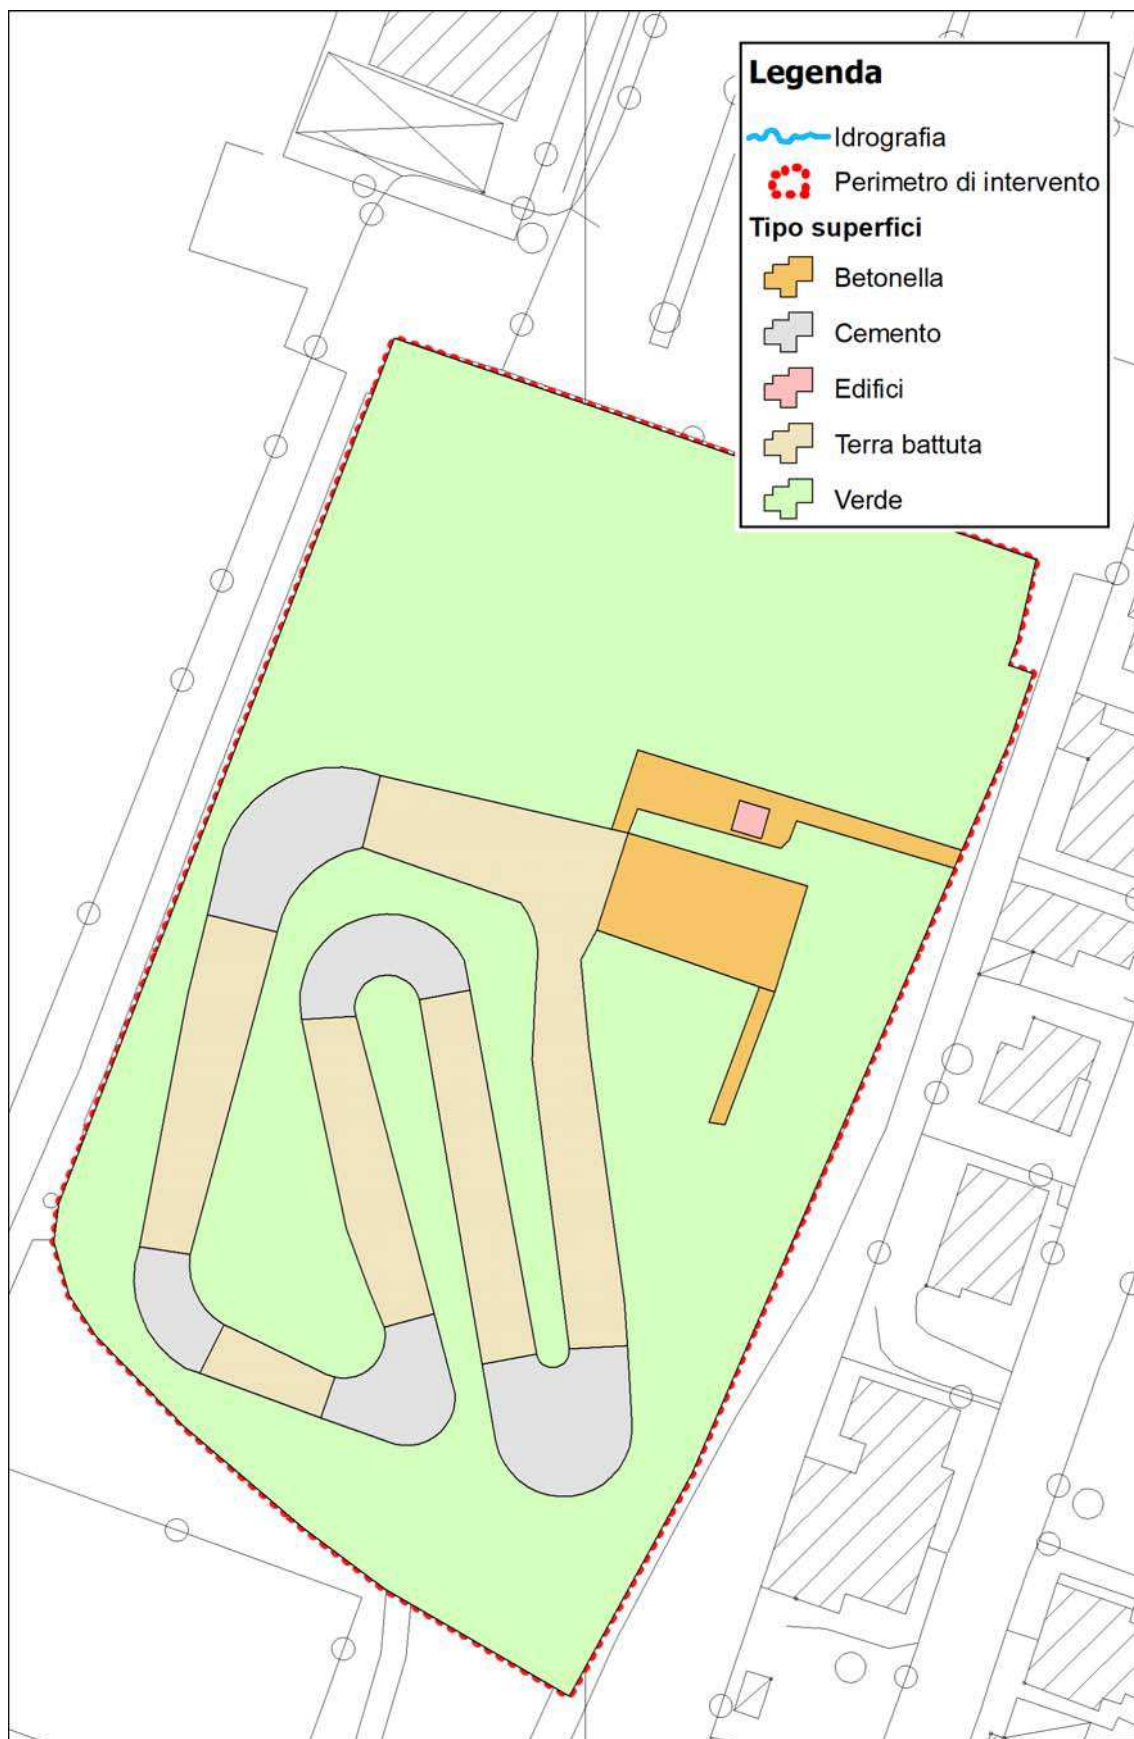 Legenda
Idrografia
Perimetro di intervento
Tipo superfici
Betonella
Cemento
Edifici
Terra battuta
Verde